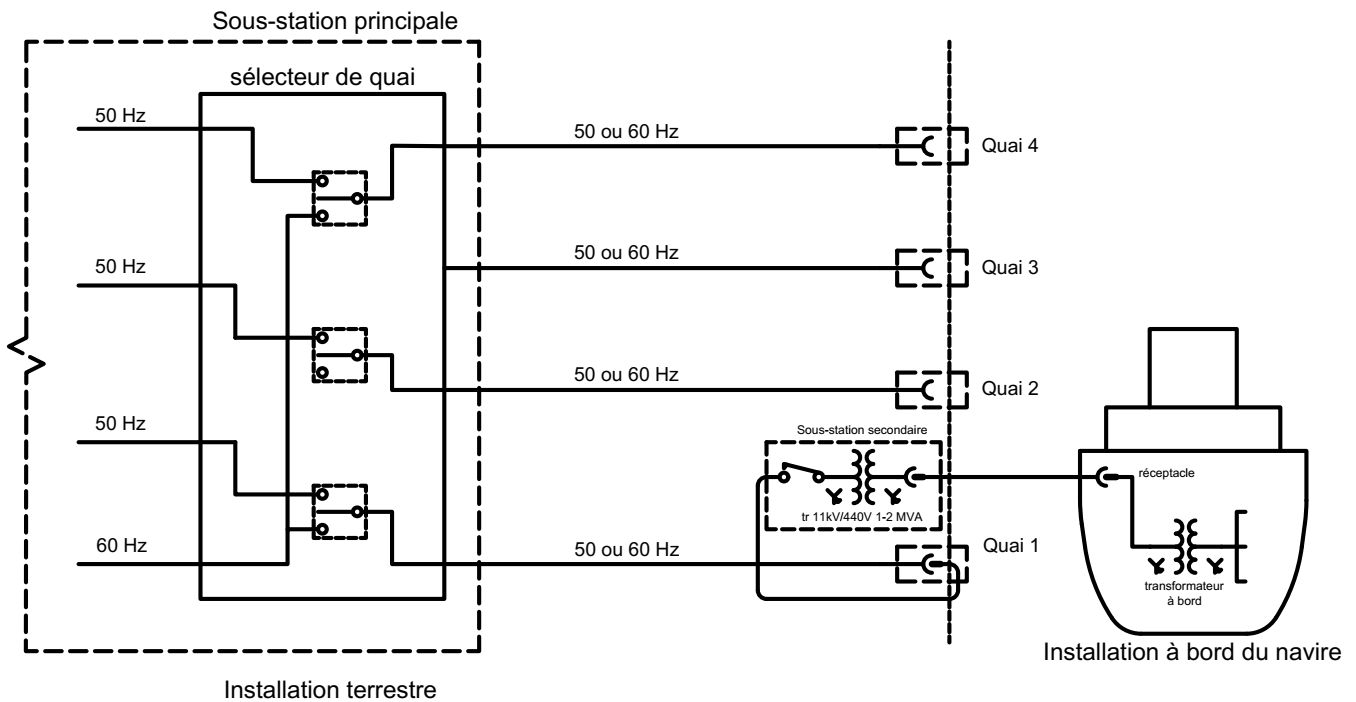 Sous-station principale
sélecteur de quai
50 Hz
50 ou 60 Hz
Quai 4
50 Hz
50 ou 60 Hz
Quai 3
50 ou 60 Hz
Quai 2
50 Hz
Sous-station secondaire
réceptacle
tr 11kV/440V 1-2 MVA
60 Hz
50 ou 60 Hz
Quai 1
transformateur
à bord
Installation à bord du navire
Installation terrestre